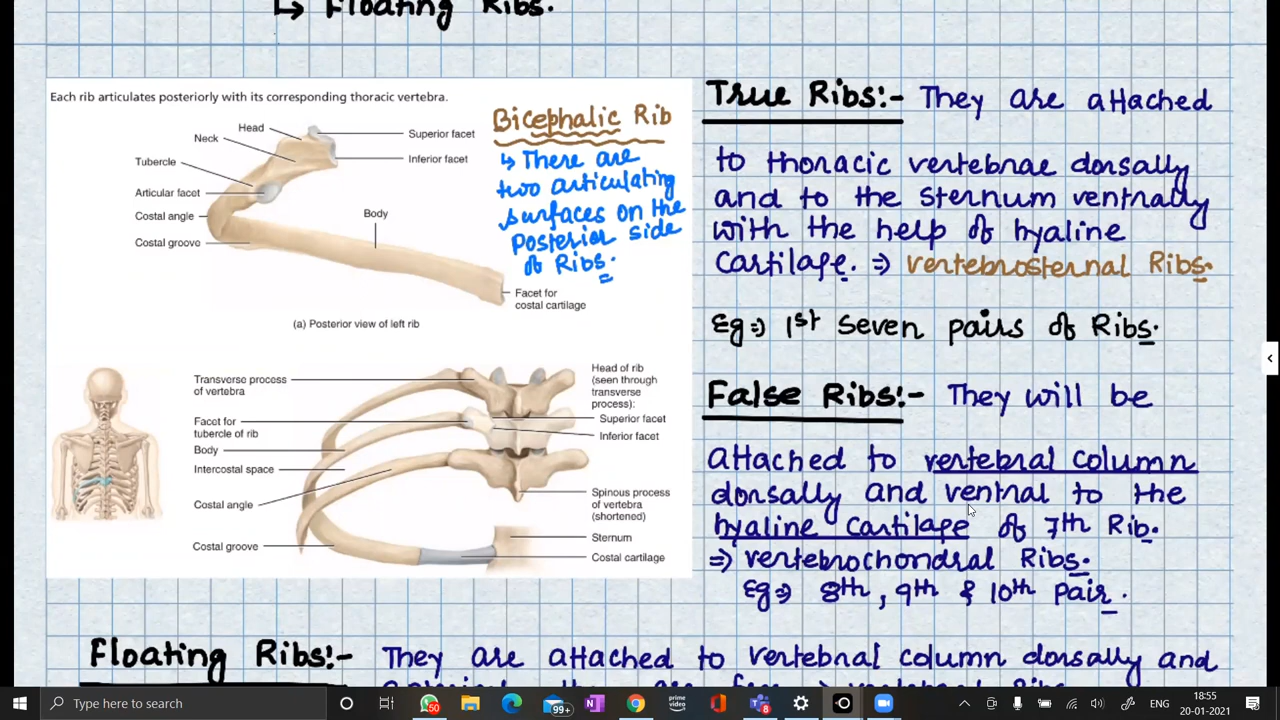 ↳ Floating Ribs.
Each rib articulates posteriorly with its corresponding thoracic vertebra.
Head
Neck
Tubercle
Articular facet
Costal angle
Costal groove
Body
Superior facet
Inferior facet
Facet for
costal cartilage
(a) Posterior view of left rib
Bicephalic Rib
↳ There are
two articulating
surfaces on the
Posterior side
of Ribs.
Transverse process
of vertebra
Facet for
tubercle of rib
Body
Intercostal space
Costal angle
Costal groove
Head of rib
(seen through
transverse
process):
Superior facet
Inferior facet
Spinous process
of vertebra
(shortened)
Sternum
Costal cartilage
True Ribs:- They are attached
to thoracic vertebrae dorsally
and to the sternum ventrally
with the help of hyaline
Cartilage. ⇒ vertebrosternal Ribs.
Eg ⇒ 1st seven pairs of Ribs.
False Ribs:- They will be
attached to vertebral column
dorsally and ventral to the
hyaline cartilage of 7th Rib.
⇒ vertebrochondral Ribs.
Eg ⇒ 8th, 9th & 10th pair.
Floating Ribs:- They are attached to vertebral column dorsally and
Type here to search
50
99+
8
ENG
18:55
20-01-2021